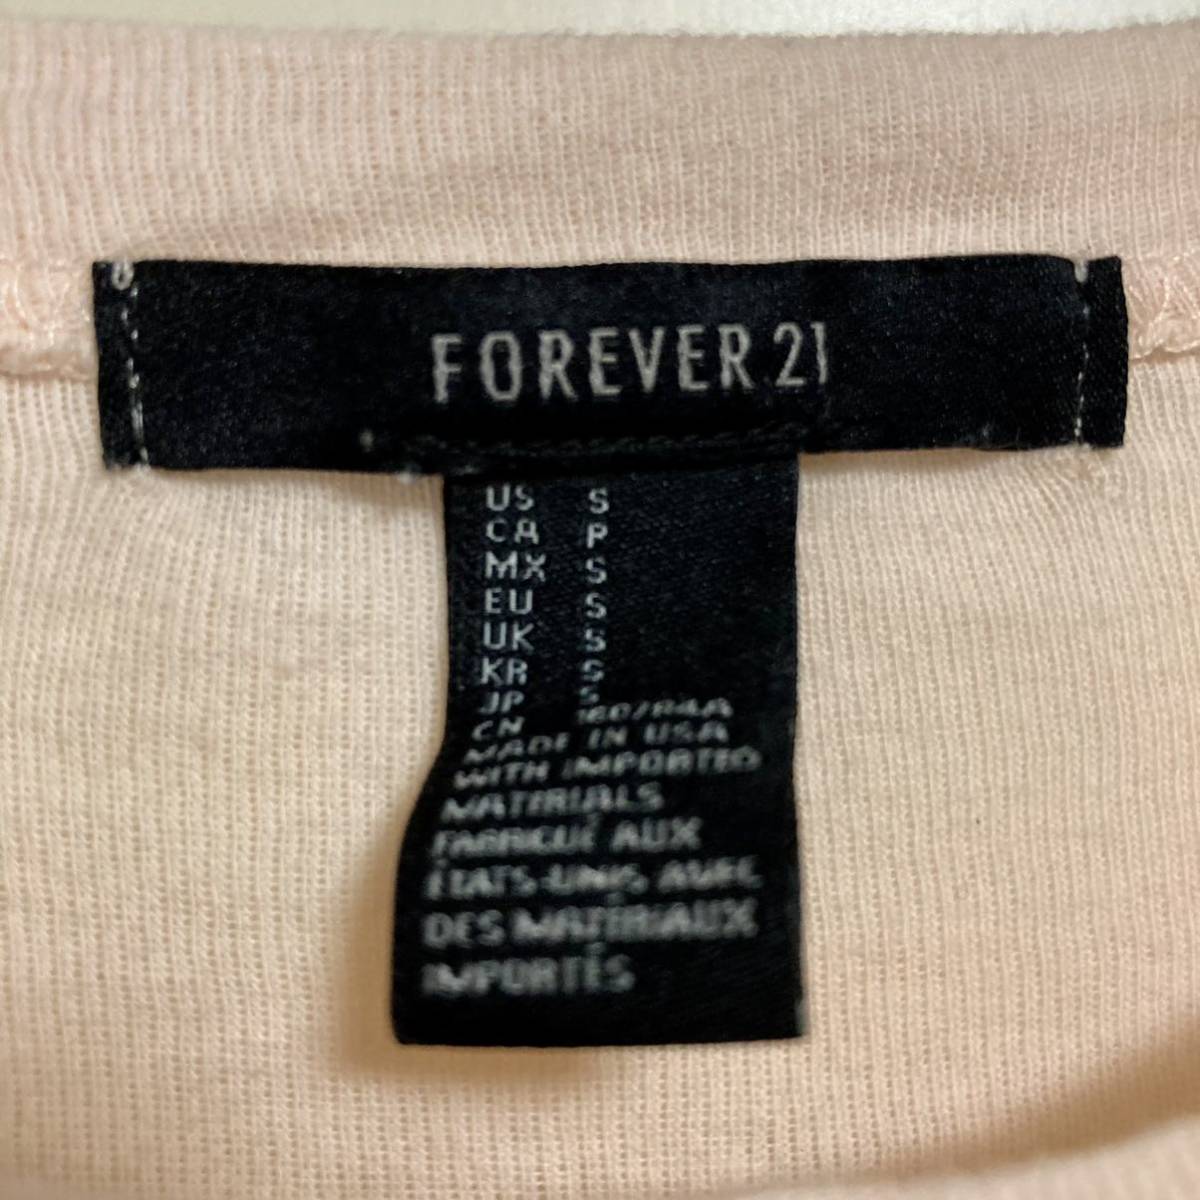 FOREVER 21
US S
CA P
MX S
EU S
UK S
KR S
JP S
CN 160/84A
MADE IN USA
WITH IMPORTED
MATERIALS
FABRIQUÉ AUX
ÉTATS-UNIS AVEC
DES MATÉRIAUX
IMPORTÉS